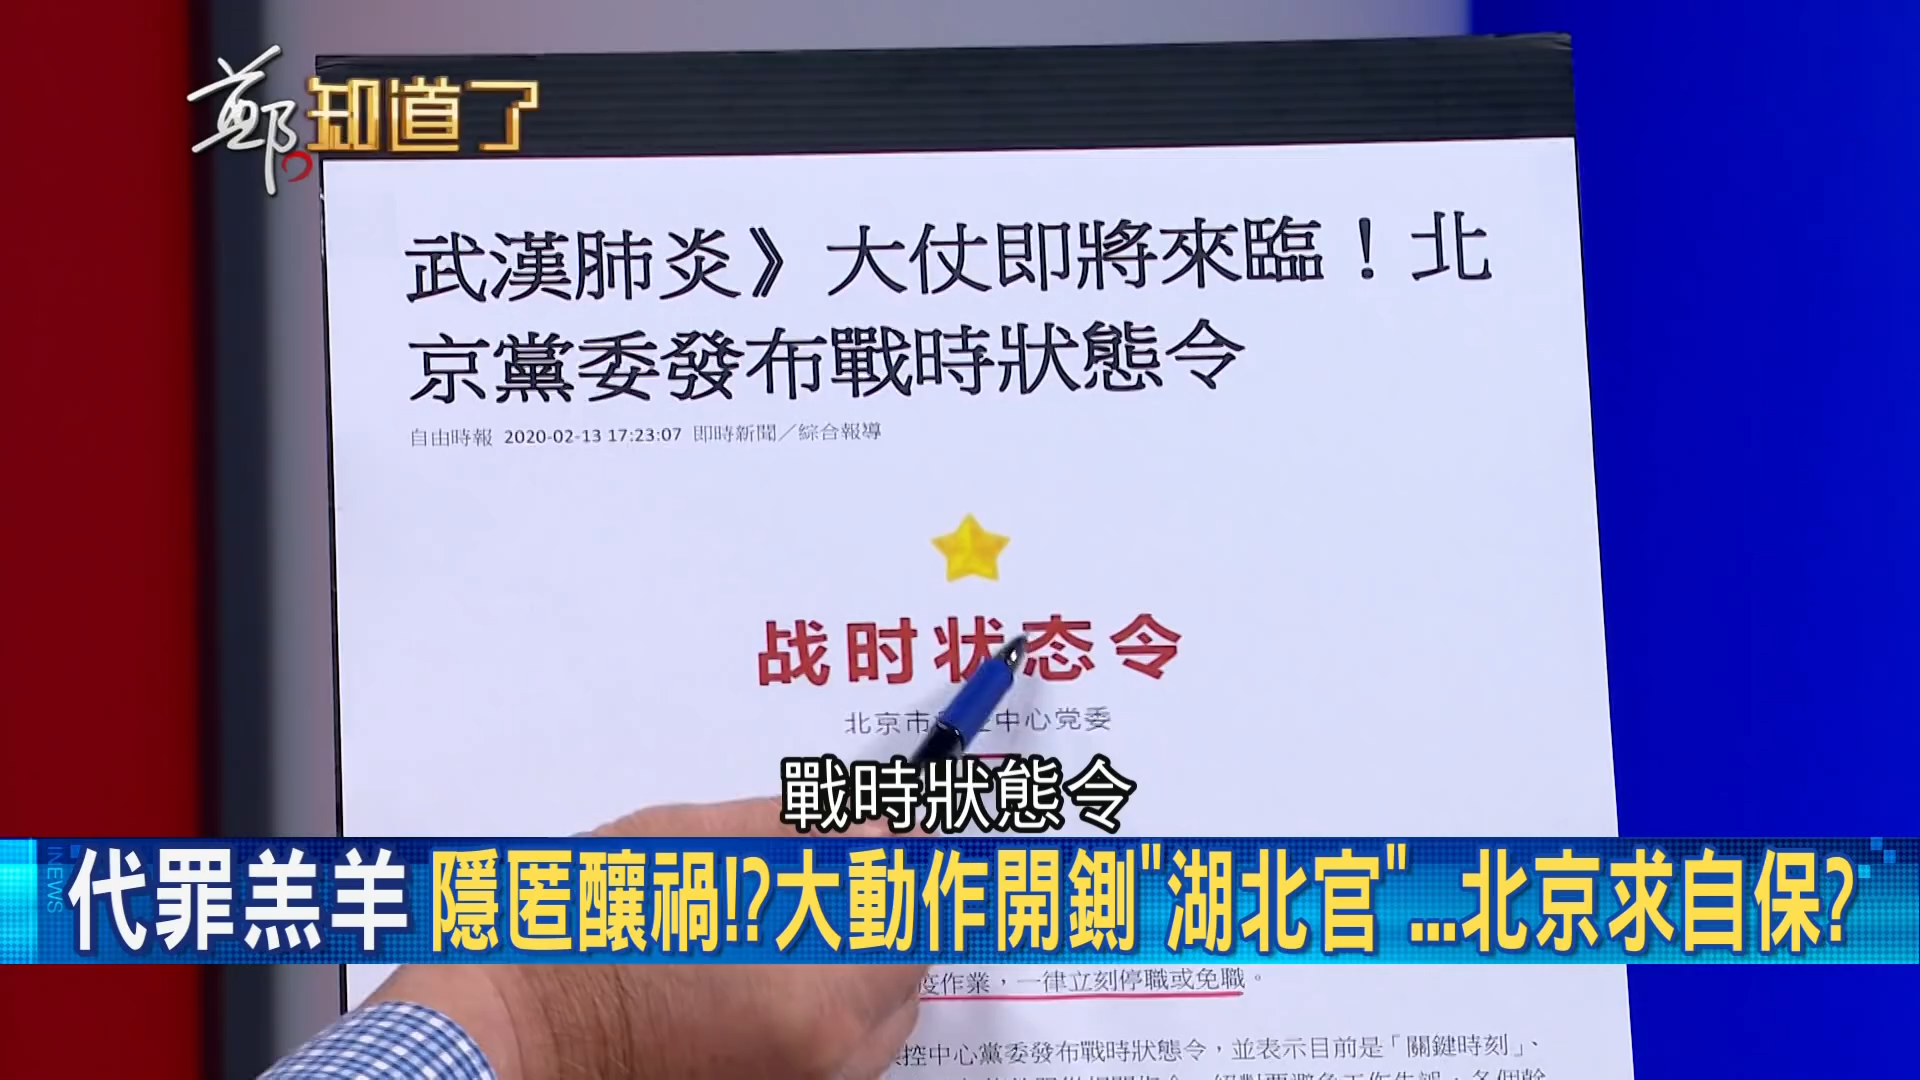 鄭知道了
武漢肺炎》大仗即將來臨！北
京黨委發布戰時狀態令
自由時報 2020-02-13 17:23:07 即時新聞／綜合報導
战时状态令
北京市 中心党委
戰時狀態令
INEWS
代罪羔羊 隱匿釀禍!?大動作開鍘"湖北官"...北京求自保?
疫作業，一律立刻停職或免職。
控中心黨委發布戰時狀態令，並表示目前是「關鍵時刻」、